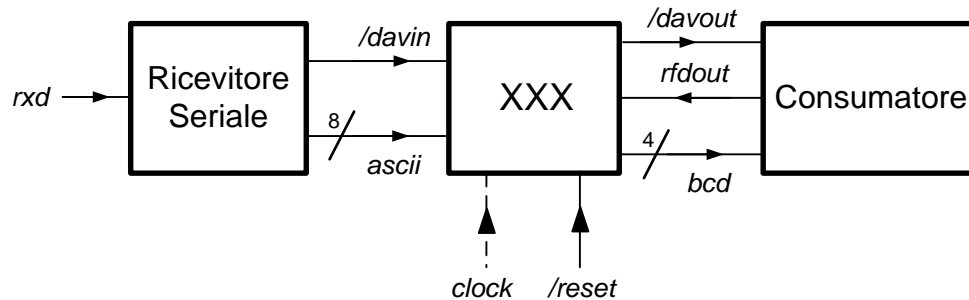 rxd
Ricevitore
Seriale
/davin
8
ascii
XXX
/davout
rfdout
4
bcd
Consumatore
clock
/reset